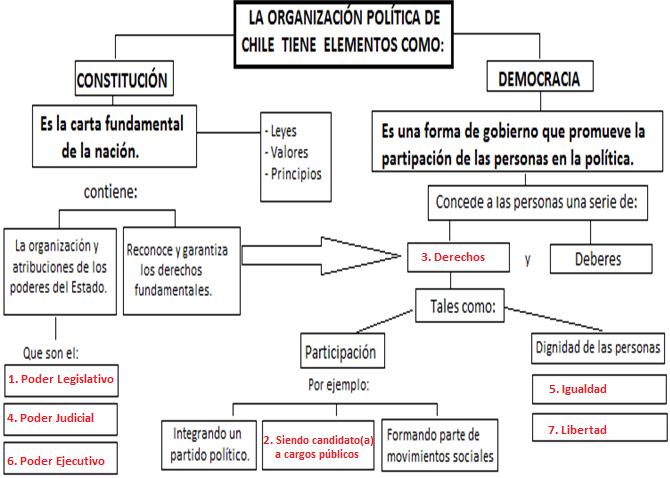 LA ORGANIZACIÓN POLÍTICA DE
CHILE TIENE ELEMENTOS COMO:
CONSTITUCIÓN
DEMOCRACIA
Es la carta fundamental
de la nación.
- Leyes
- Valores
- Principios
Es una forma de gobierno que promueve la
partipación de las personas en la política.
contiene:
Concede a las personas una serie de:
La organización y
atribuciones de los
poderes del Estado.
Reconoce y garantiza
los derechos
fundamentales.
3. Derechos
y
Deberes
Tales como:
Que son el:
1. Poder Legislativo
4. Poder Judicial
6. Poder Ejecutivo
Participación
Dignidad de las personas
Por ejemplo:
5. Igualdad
7. Libertad
Integrando un
partido político.
2. Siendo candidato(a)
a cargos públicos
Formando parte de
movimientos sociales